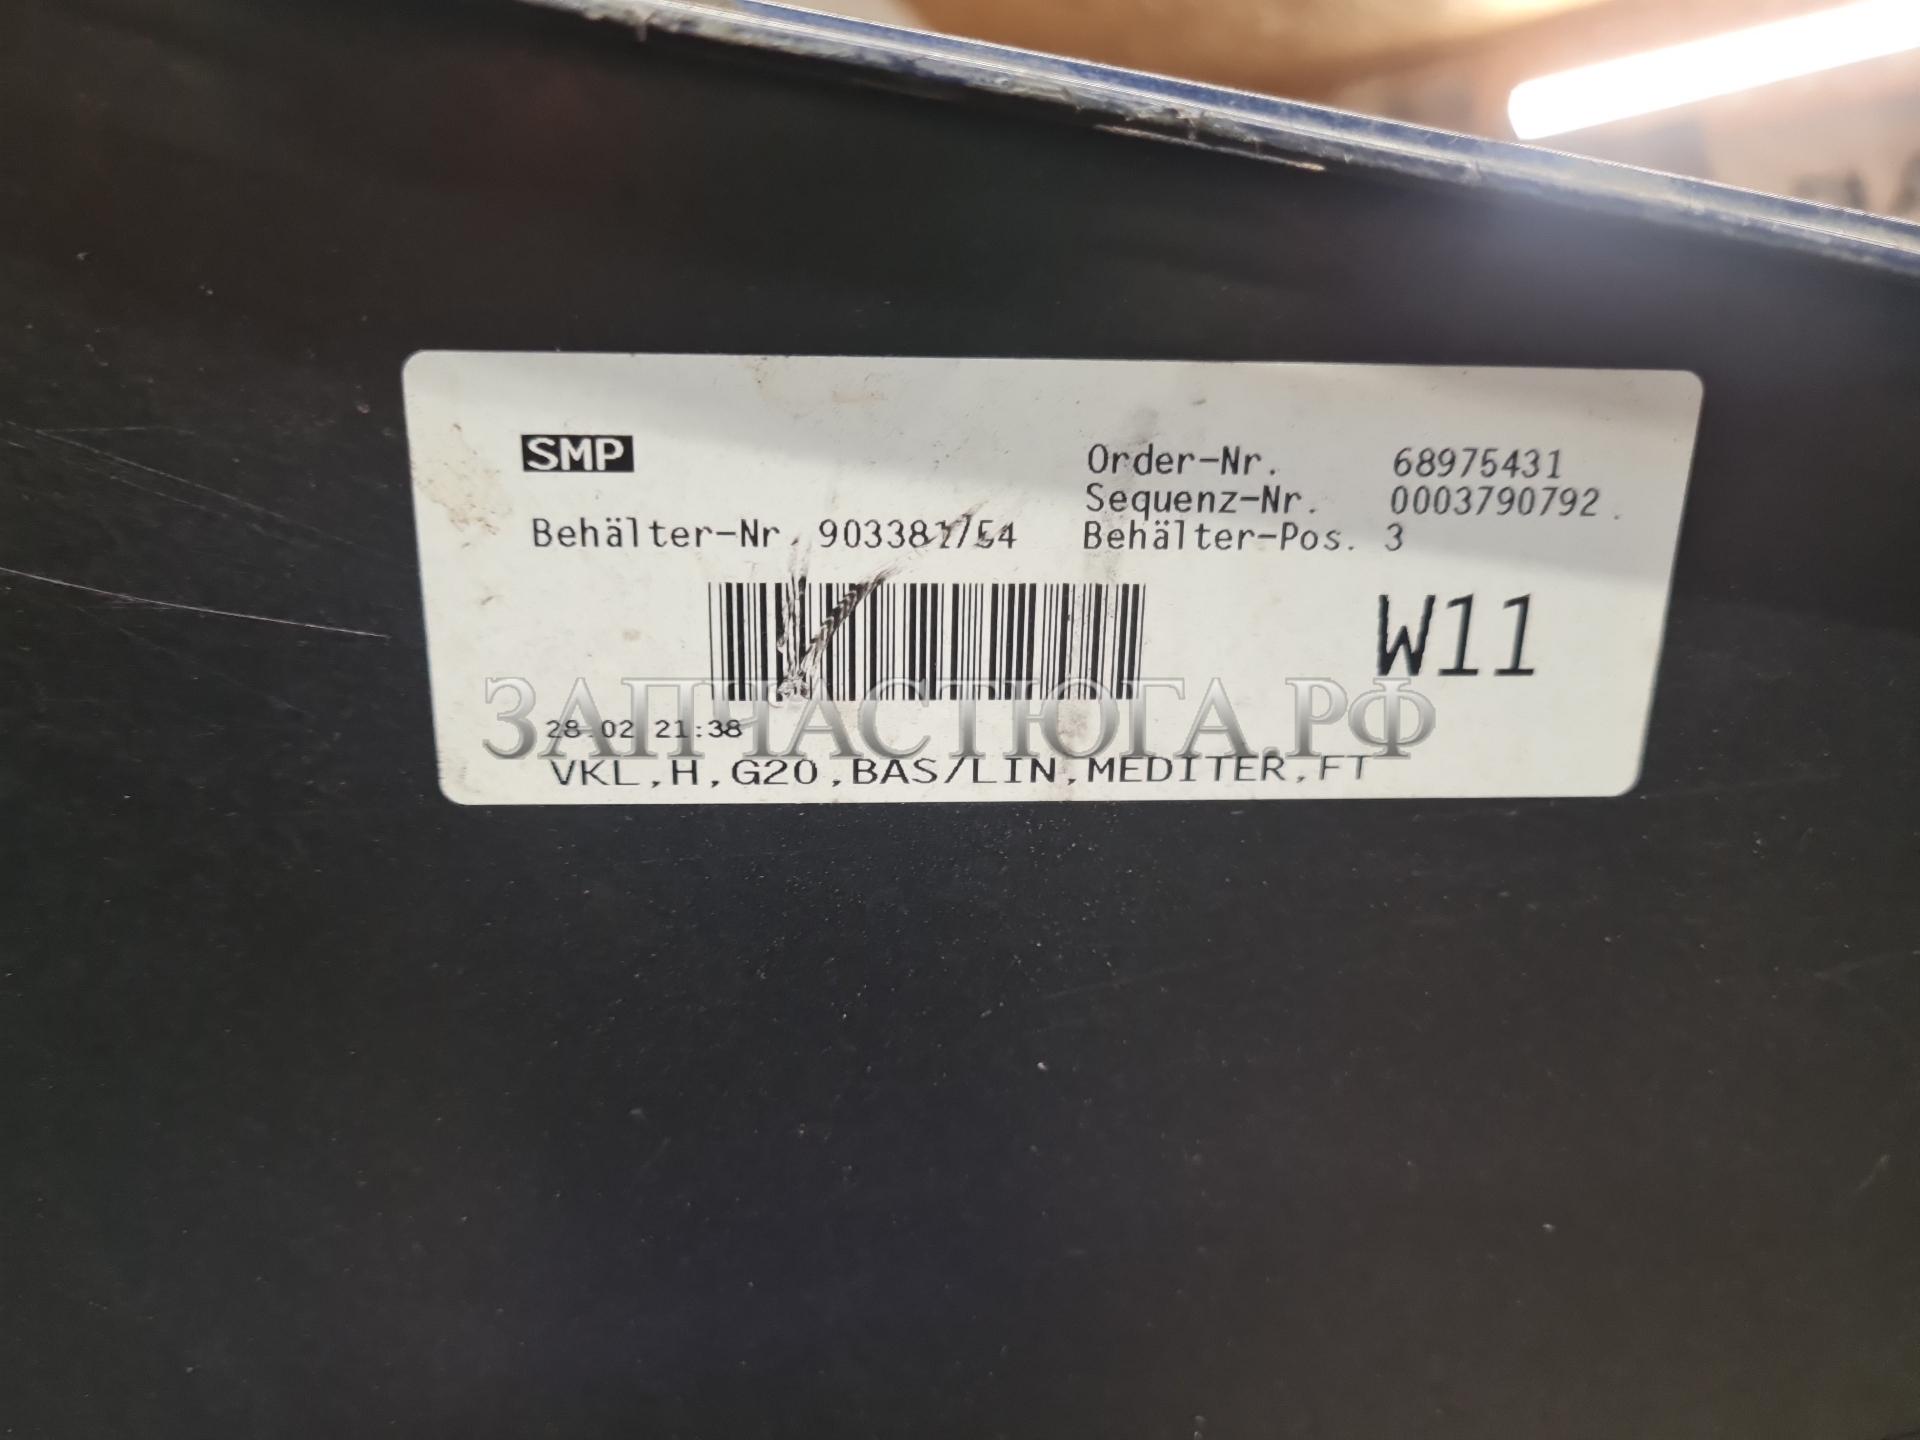 SMP
Order-Nr. 68975431
Sequenz-Nr. 0003790792.
Behälter-Nr. Behälter-Pos. 3
W11
28.02 21:38
ЗАПЧАСТЮГА.РФ
VKL,H,G20,BAS/LIN,MEDITER,FT